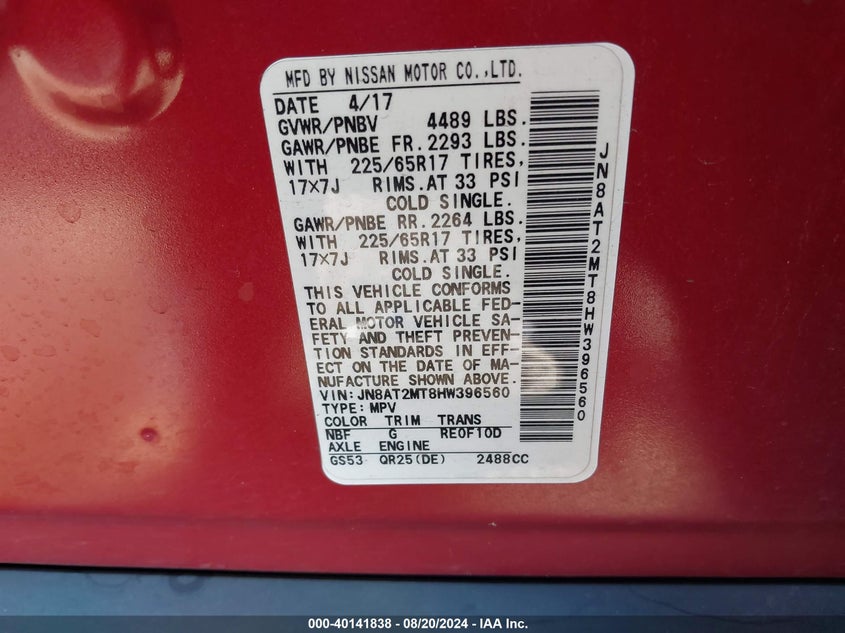 MFD BY NISSAN MOTOR CO.,LTD.
DATE 4/17
GVWR/PNBV 4489 LBS.
GAWR/PNBE FR. 2293 LBS.
WITH 225/65R17 TIRES,
17×7J RIMS. AT 33 PSI
COLD SINGLE.
GAWR/PNBE RR. 2264 LBS.
WITH 225/65R17 TIRES,
17×7J RIMS. AT 33 PSI
COLD SINGLE.
THIS VEHICLE CONFORMS
TO ALL APPLICABLE FED-
ERAL MOTOR VEHICLE SA-
FETY AND THEFT PREVEN-
TION STANDARDS IN EFF-
ECT ON THE DATE OF MA-
NUFACTURE SHOWN ABOVE.
VIN: JN8AT2MT8HW396560
TYPE: MPV
COLOR TRIM TRANS
NBF G RE0F10D
AXLE ENGINE
GS53 QR25(DE) 2488CC
JN8AT2MT8HW396560
000-40141838 - 08/20/2024 - IAA Inc.